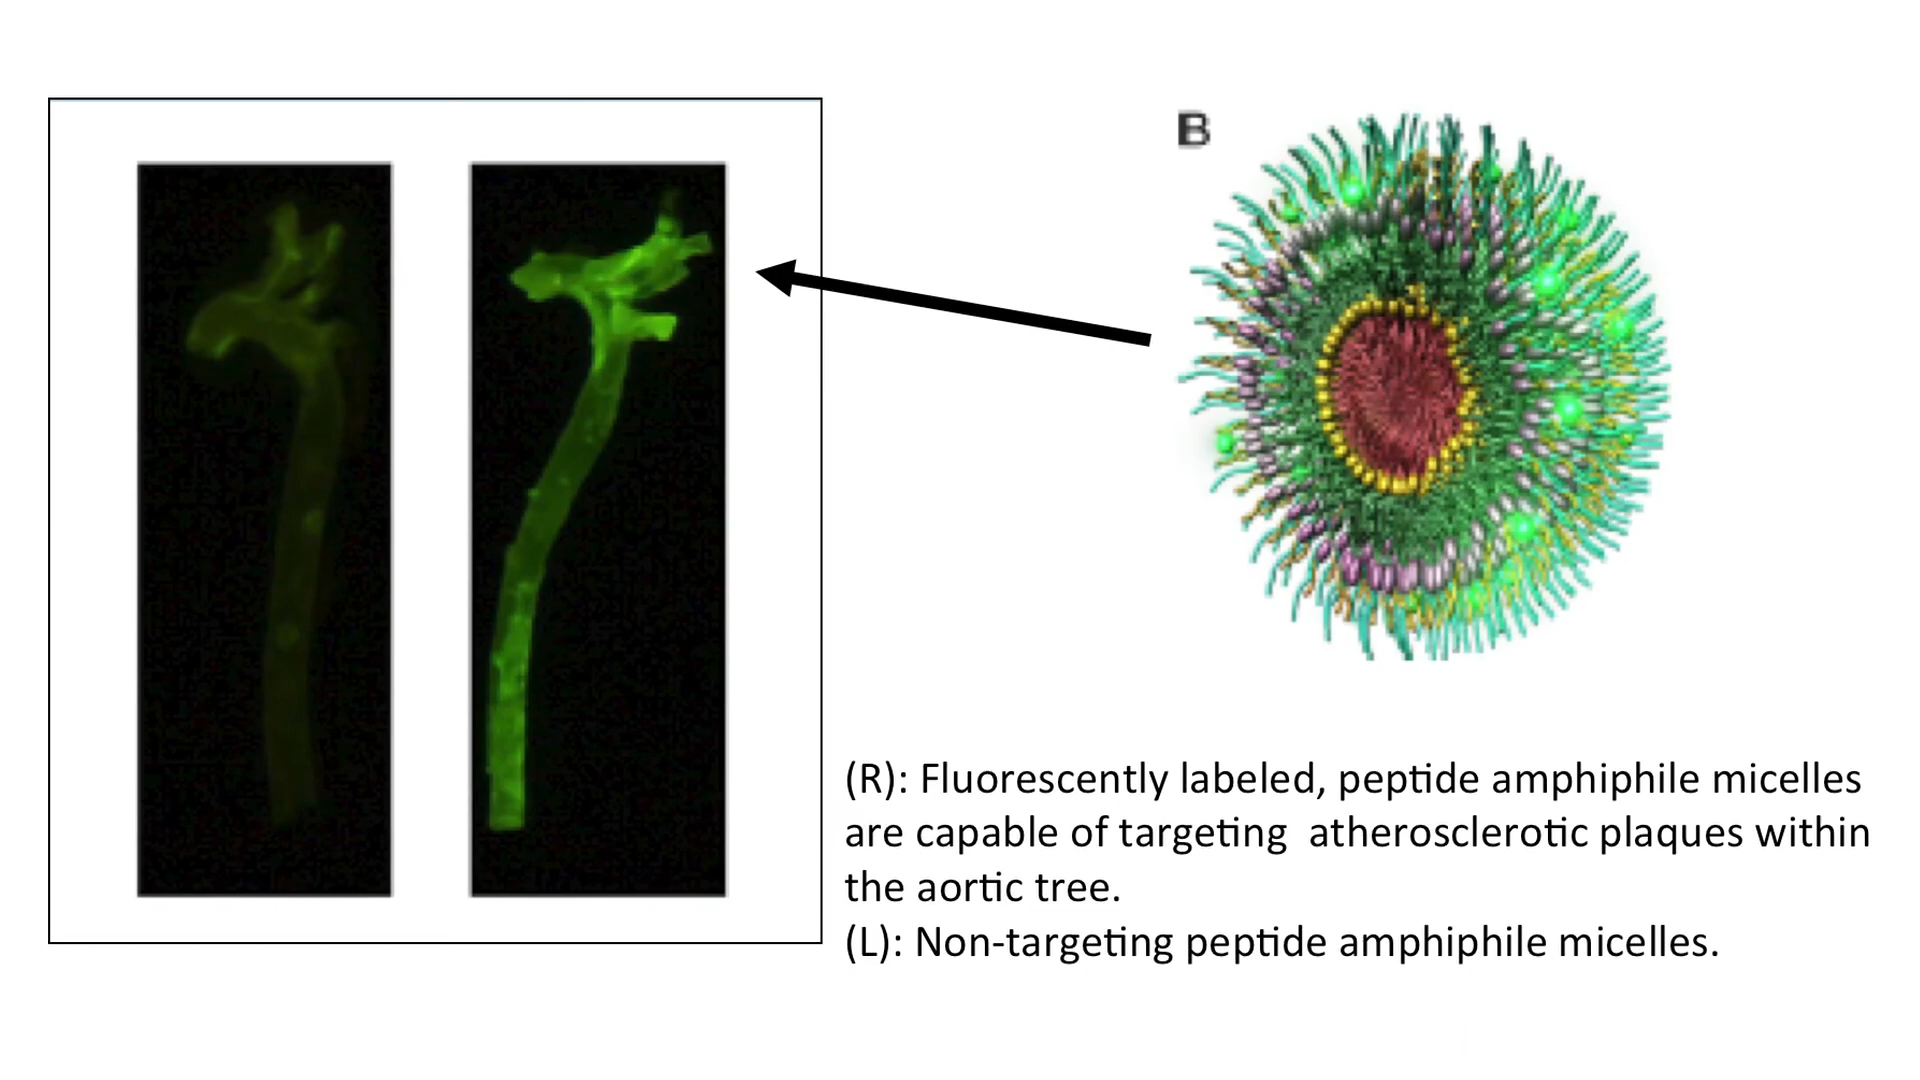 B
(R): Fluorescently labeled, peptide amphiphile micelles
are capable of targeting  atherosclerotic plaques within
the aortic tree.
(L): Non-targeting peptide amphiphile micelles.